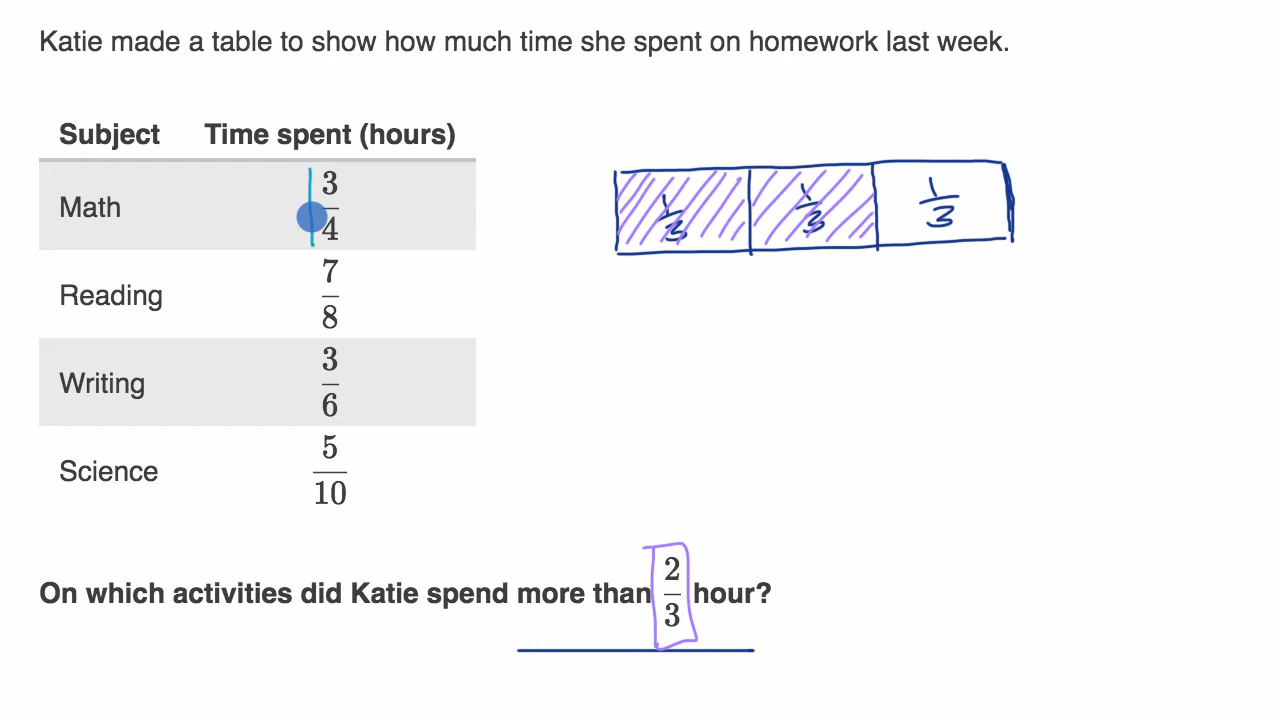 Katie made a table to show how much time she spent on homework last week.
Subject Time spent (hours)
Math 3/4
Reading 7/8
Writing 3/6
Science 5/10
1/3 1/3 1/3
On which activities did Katie spend more than 2/3 hour?